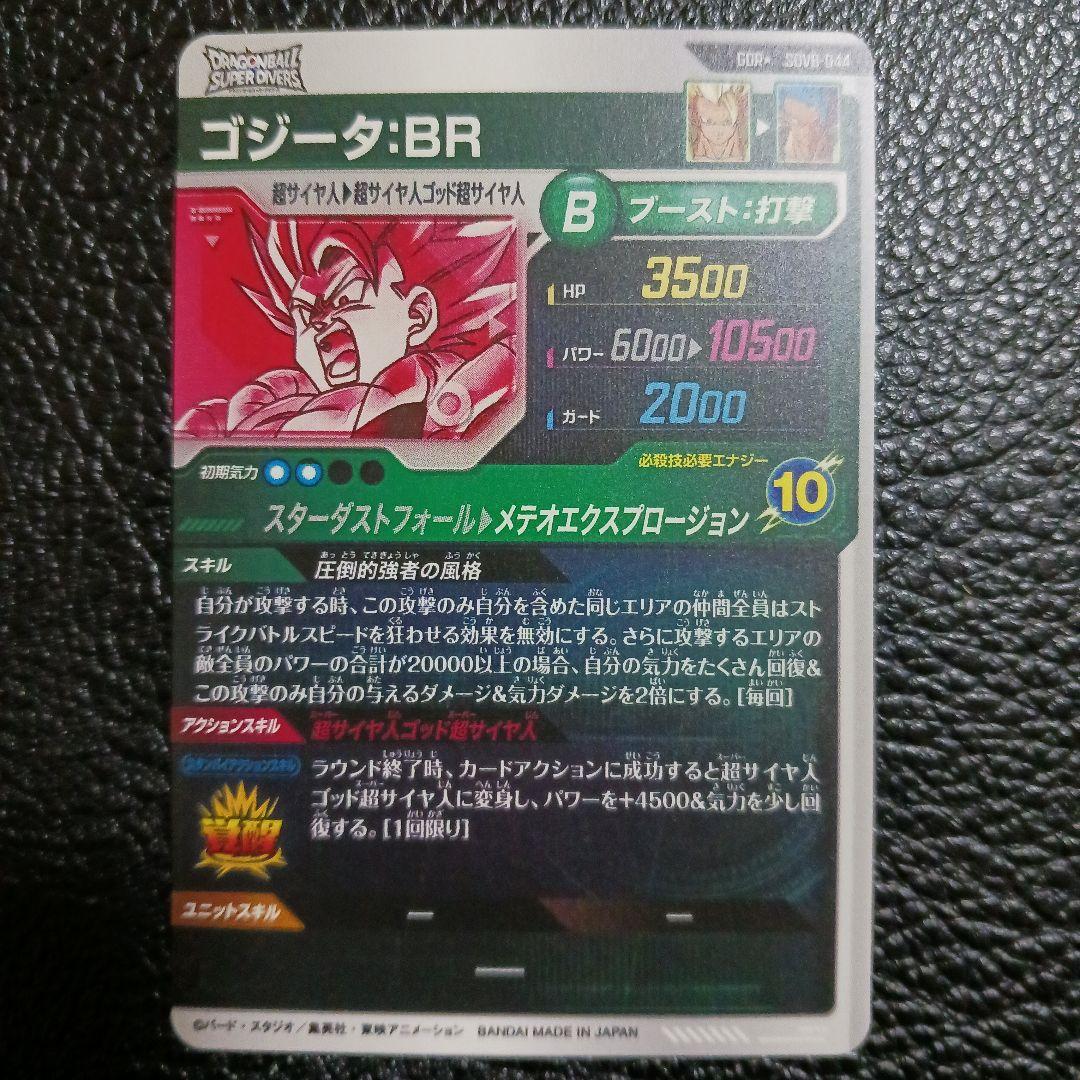 DRAGONBALL
SUPER DIVERS
GDR★ SDV8-044
ゴジータ:BR
超サイヤ人▶超サイヤ人ゴッド超サイヤ人
B ブースト:打撃
HP 3500
パワー 6000▶10500
ガード 2000
初期気力
必殺技必要エナジー
10
スターダストフォール▶メテオエクスプロージョン
スキル 圧倒的強者の風格
自分が攻撃する時、この攻撃のみ自分を含めた同じエリアの仲間全員はスト
ライクバトルスピードを狂わせる効果を無効にする。さらに攻撃するエリアの
敵全員のパワーの合計が20000以上の場合、自分の気力をたくさん回復&
この攻撃のみ自分の与えるダメージ&気力ダメージを2倍にする。[毎回]
アクションスキル 超サイヤ人ゴッド超サイヤ人
スタンバイアクションスキル
覚醒
ラウンド終了時、カードアクションに成功すると超サイヤ人
ゴッド超サイヤ人に変身し、パワーを+4500&気力を少し回
復する。[1回限り]
ユニットスキル ー ー
ー
©バード・スタジオ/集英社・東映アニメーション BANDAI MADE IN JAPAN